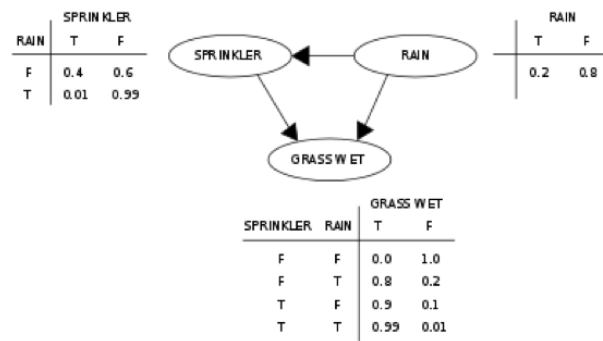 SPRINKLER
RAIN T F
F 0.4 0.6
T 0.01 0.99
SPRINKLER
RAIN
RAIN
T F
0.2 0.8
GRASS WET
GRASS WET
SPRINKLER RAIN T F
F F 0.0 1.0
F T 0.8 0.2
T F 0.9 0.1
T T 0.99 0.01